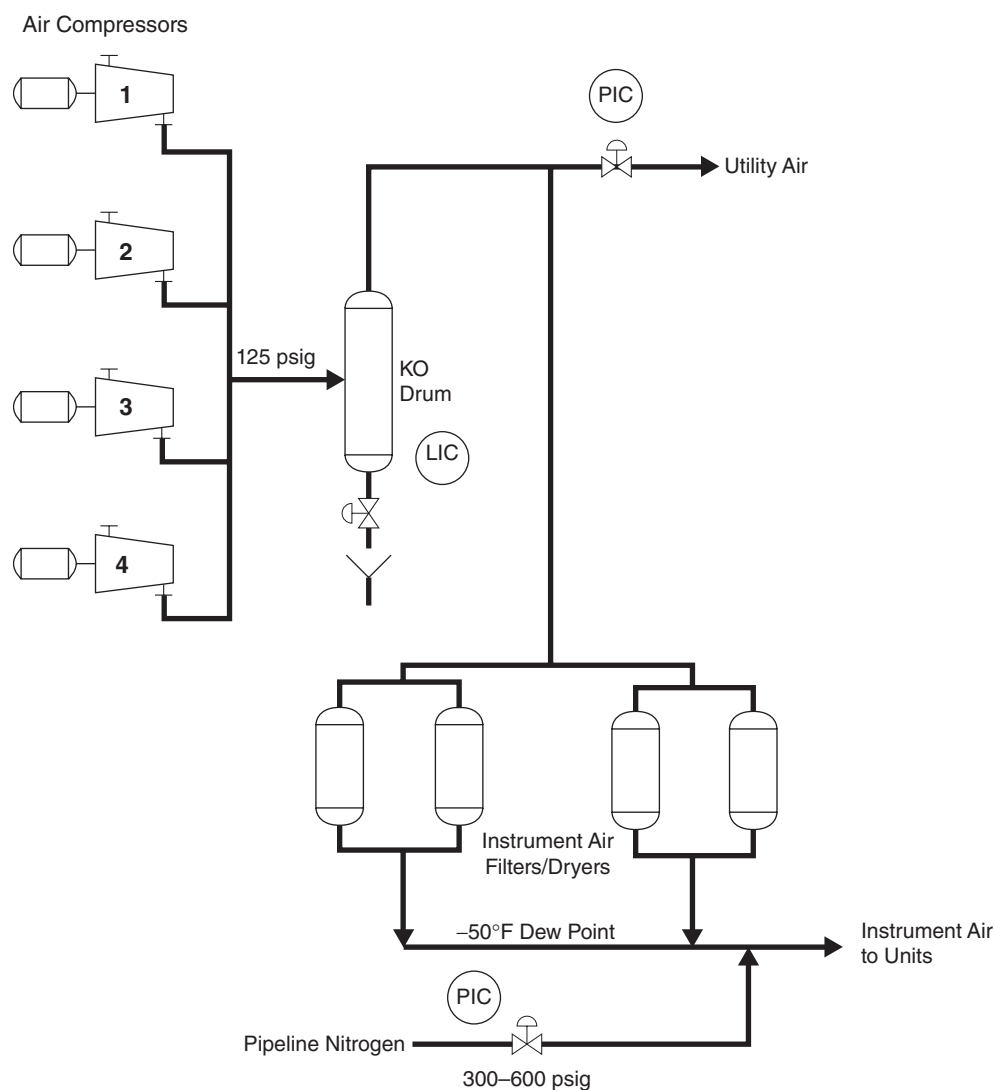 Air Compressors
1
PIC
Utility Air
2
125 psig
KO
Drum
3
LIC
4
Instrument Air
Filters/Dryers
–50°F Dew Point
Instrument Air
to Units
PIC
Pipeline Nitrogen
300–600 psig